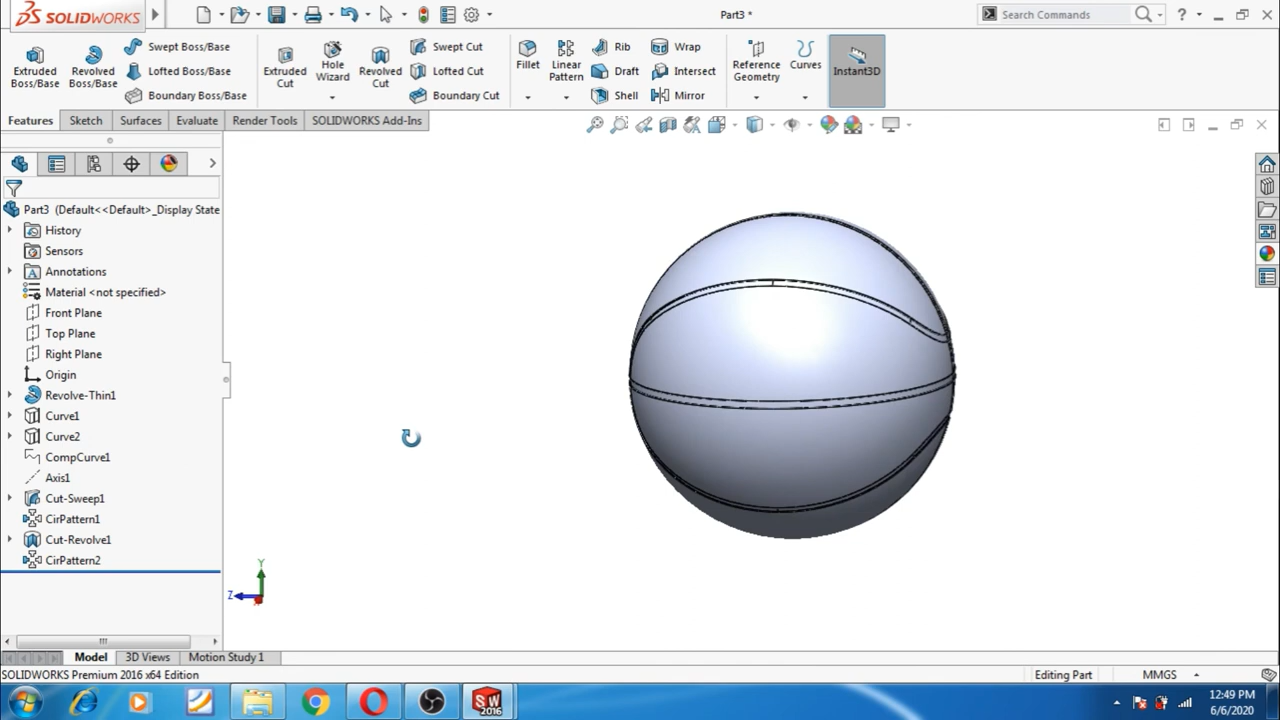 SOLIDWORKS
Part3 *
Search Commands
?
Extruded Boss/Base
Revolved Boss/Base
Swept Boss/Base
Lofted Boss/Base
Boundary Boss/Base
Extruded Cut
Hole Wizard
Revolved Cut
Swept Cut
Lofted Cut
Boundary Cut
Fillet
Linear Pattern
Rib
Draft
Shell
Wrap
Intersect
Mirror
Reference Geometry
Curves
Instant3D
Features
Sketch
Surfaces
Evaluate
Render Tools
SOLIDWORKS Add-Ins
Part3 (Default<<Default>_Display State
History
Sensors
Annotations
Material <not specified>
Front Plane
Top Plane
Right Plane
Origin
Revolve-Thin1
Curve1
Curve2
CompCurve1
Axis1
Cut-Sweep1
CirPattern1
Cut-Revolve1
CirPattern2
Y
Z
Model
3D Views
Motion Study 1
SOLIDWORKS Premium 2016 x64 Edition
Editing Part
MMGS
SW
2016
12:49 PM
6/6/2020